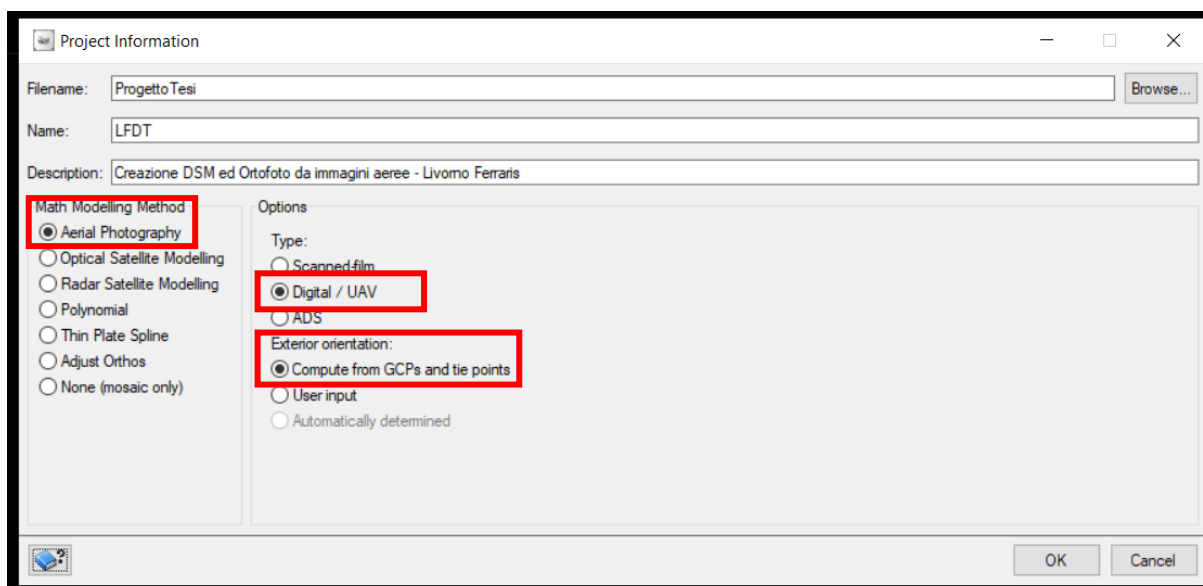 Project Information
Filename: ProgettoTesi Browse...
Name: LFDT
Description: Creazione DSM ed Ortofoto da immagini aeree - Livorno Ferraris
Math Modelling Method
Aerial Photography
Optical Satellite Modelling
Radar Satellite Modelling
Polynomial
Thin Plate Spline
Adjust Orthos
None (mosaic only)
Options
Type:
Scanned film
Digital / UAV
ADS
Exterior orientation:
Compute from GCPs and tie points
User input
Automatically determined
OK Cancel